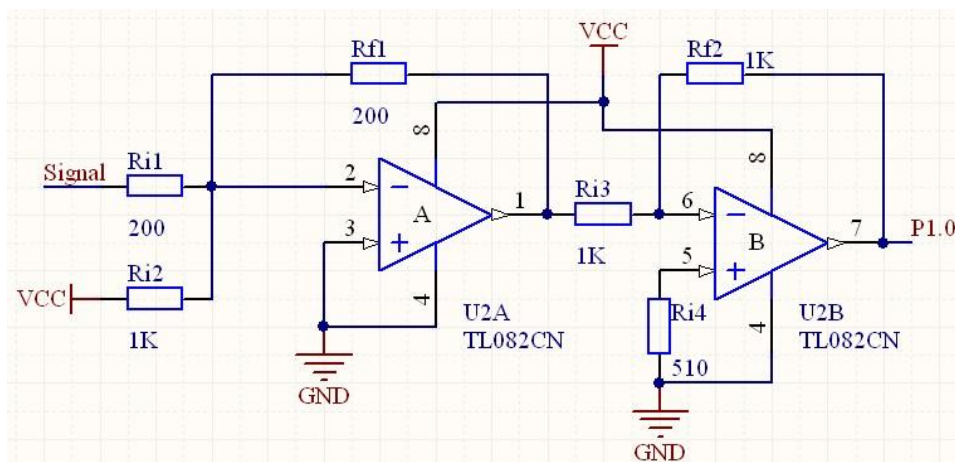 VCC
Rf1
Rf2
1K
200
8
8
Signal
Ri1
2
-
A
1
Ri3
6
-
B
7
P1.0
200
3
+
1K
5
+
Ri2
VCC
4
U2A
Ri4
4
U2B
1K
TL082CN
TL082CN
510
GND
GND